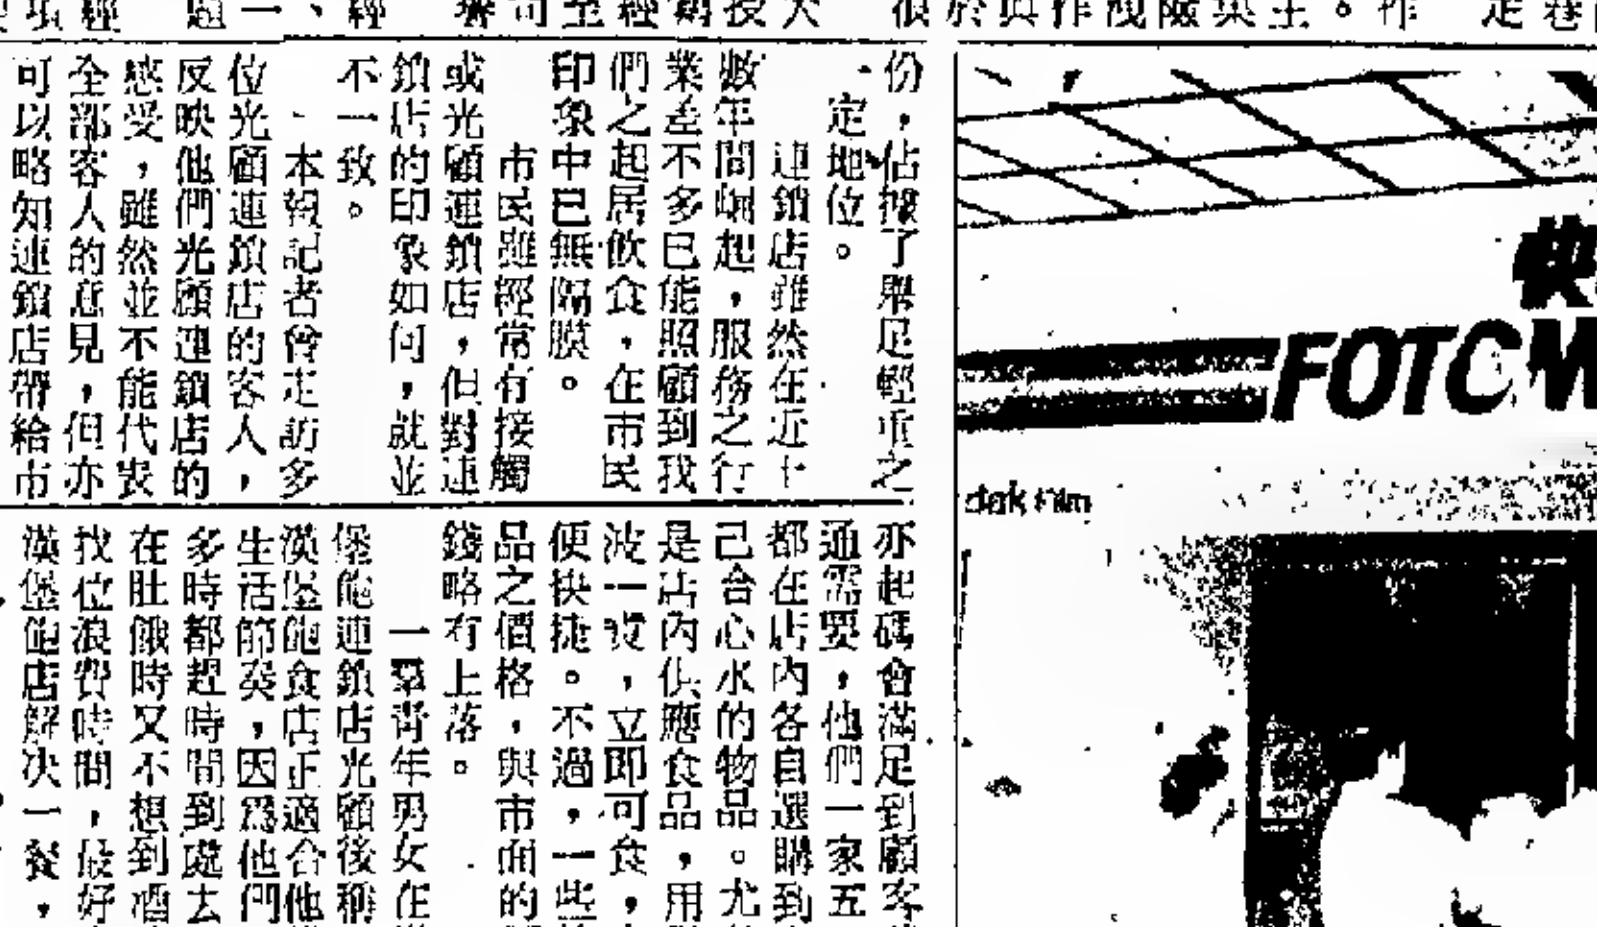 份，佔據了舉足輕重之
一定地位。
連鎖店雖然在近十
數年間崛起，服務之行
業差不多已能照顧到我
們之起居飲食，在市民
印象中已無隔膜。
市民雖經常有接觸
或光顧連鎖店，但對連
鎖店的印象如何，就並
不一致。
本報記者曾走訪多
位光顧連鎖店的客人，
反映他們光顧連鎖店的
感受，雖然並不能代表
全部客人的意見，但亦
可以略知連鎖店帶給市
亦起碼會滿足到顧客
通需要，他們一家五
都在店內各自選購到
己合心水的物品。尤
是店內供應食品，用
波一波，立即可食，
便快捷。不過，一些
品之價格，與市面的
錢略有上落。
一羣青年男女在
堡飽連鎖店光顧後稱
漢堡飽食店正適合他
生活節奏，因為他們
多時都趕時間到處去
在肚餓時又不想到酒
找位浪費時間，最好
漢堡飽店解決一餐，
快
FOTO
dak Film